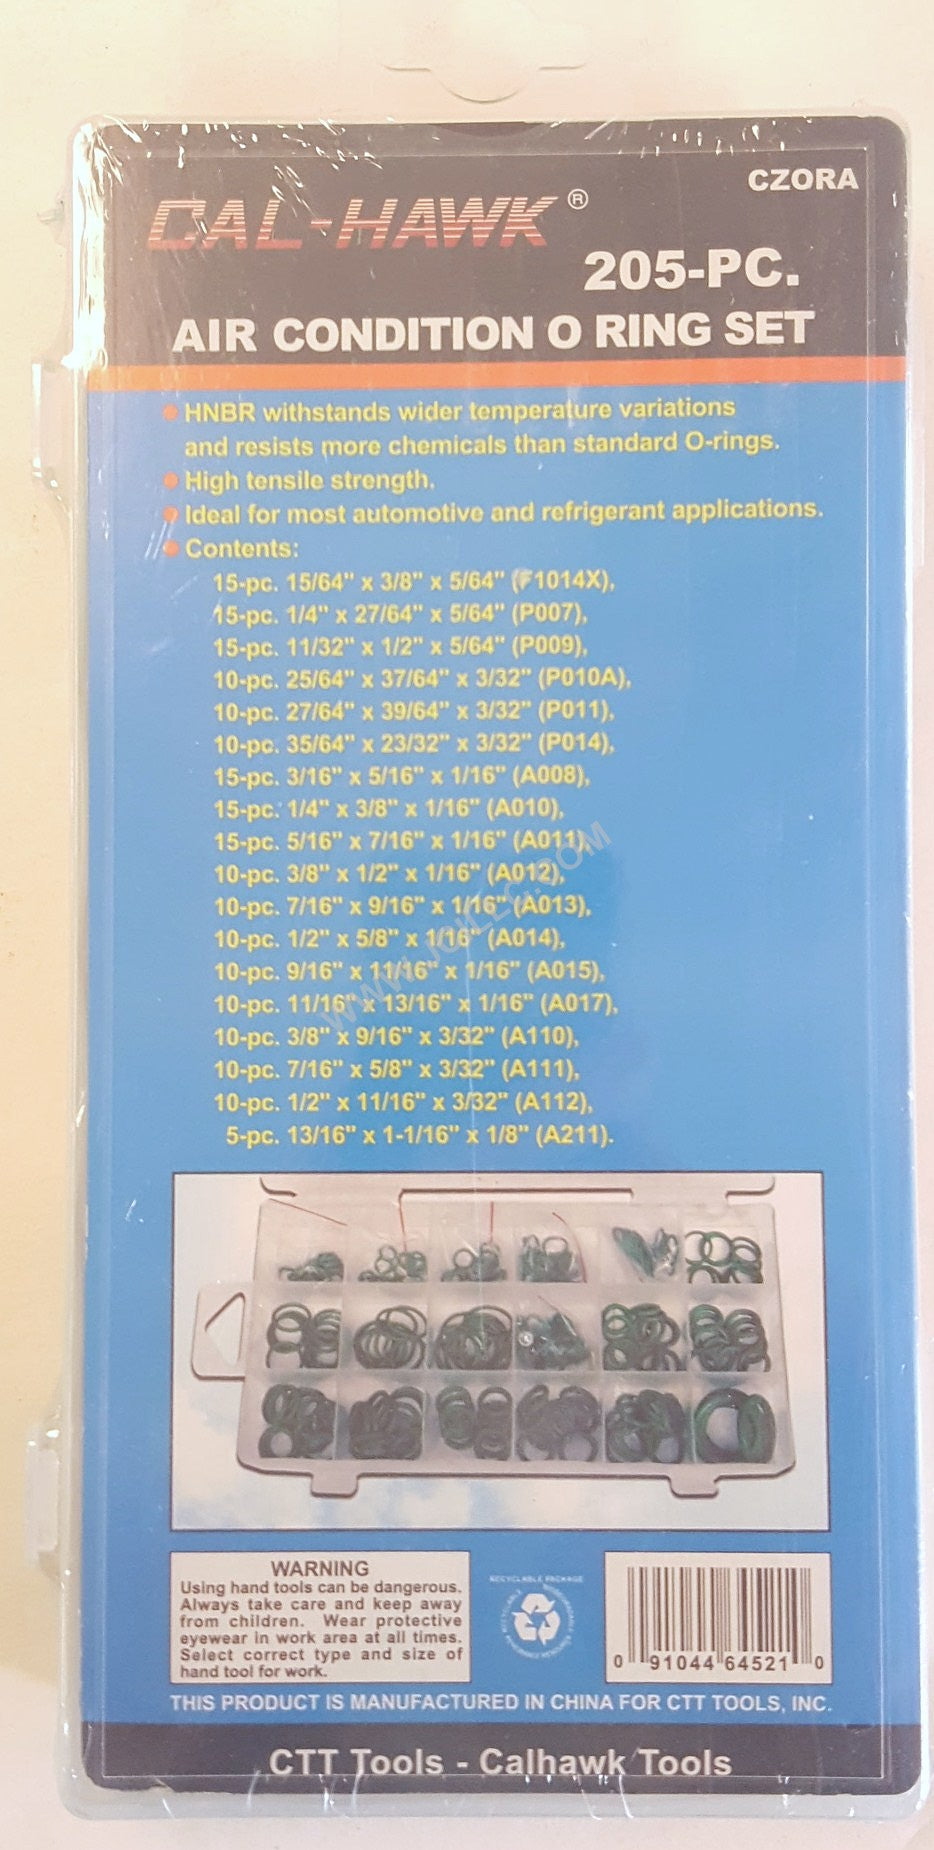 CZORA
CAL-HAWK®
205-PC.
AIR CONDITION O RING SET
HNBR withstands wider temperature variations
and resists more chemicals than standard O-rings.
High tensile strength.
Ideal for most automotive and refrigerant applications.
Contents:
15-pc. 15/64" x 3/8" x 5/64" (F1014X),
15-pc. 1/4" x 27/64" x 5/64" (P007),
15-pc. 11/32" x 1/2" x 5/64" (P009),
10-pc. 25/64" x 37/64" x 3/32" (P010A),
10-pc. 27/64" x 39/64" x 3/32" (P011),
10-pc. 35/64" x 23/32" x 3/32" (P014),
15-pc. 3/16" x 5/16" x 1/16" (A008),
15-pc. 1/4" x 3/8" x 1/16" (A010),
15-pc. 5/16" x 7/16" x 1/16" (A011),
10-pc. 3/8" x 1/2" x 1/16" (A012),
10-pc. 7/16" x 9/16" x 1/16" (A013),
10-pc. 1/2" x 5/8" x 1/16" (A014),
10-pc. 9/16" x 11/16" x 1/16" (A015),
10-pc. 11/16" x 13/16" x 1/16" (A017),
10-pc. 3/8" x 9/16" x 3/32" (A110),
10-pc. 7/16" x 5/8" x 3/32" (A111),
10-pc. 1/2" x 11/16" x 3/32" (A112),
5-pc. 13/16" x 1-1/16" x 1/8" (A211).
WARNING
Using hand tools can be dangerous.
Always take care and keep away
from children. Wear protective
eyewear in work area at all times.
Select correct type and size of
hand tool for work.
RECYCLABLE PACKAGE
0 91044 64521 0
THIS PRODUCT IS MANUFACTURED IN CHINA FOR CTT TOOLS, INC.
CTT Tools - Calhawk Tools